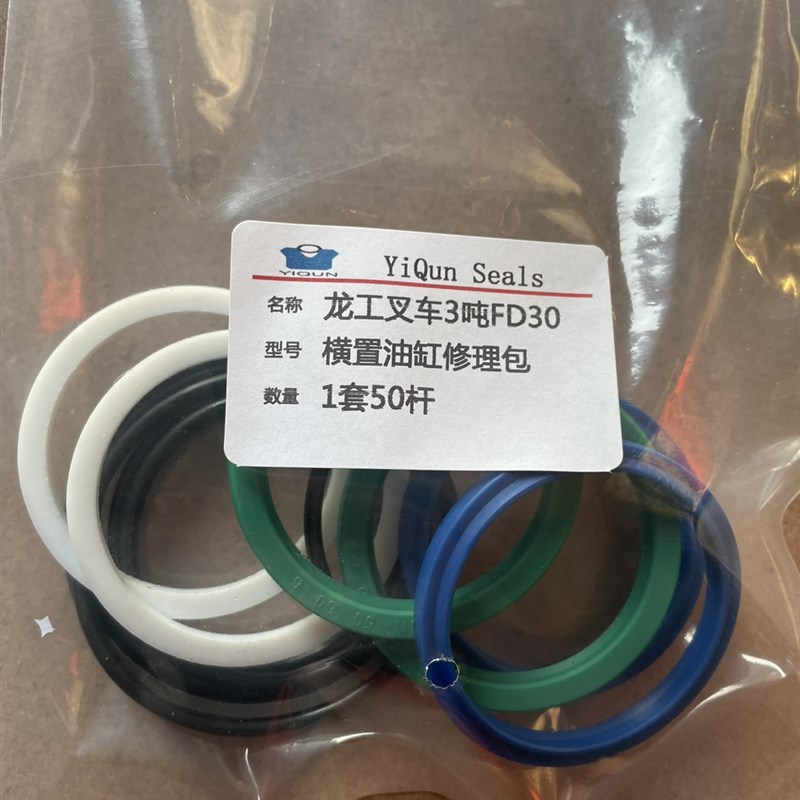 YIQUN
YiQun Seals
名称 龙工叉车3吨FD30
型号 横置油缸修理包
数量 1套50杆